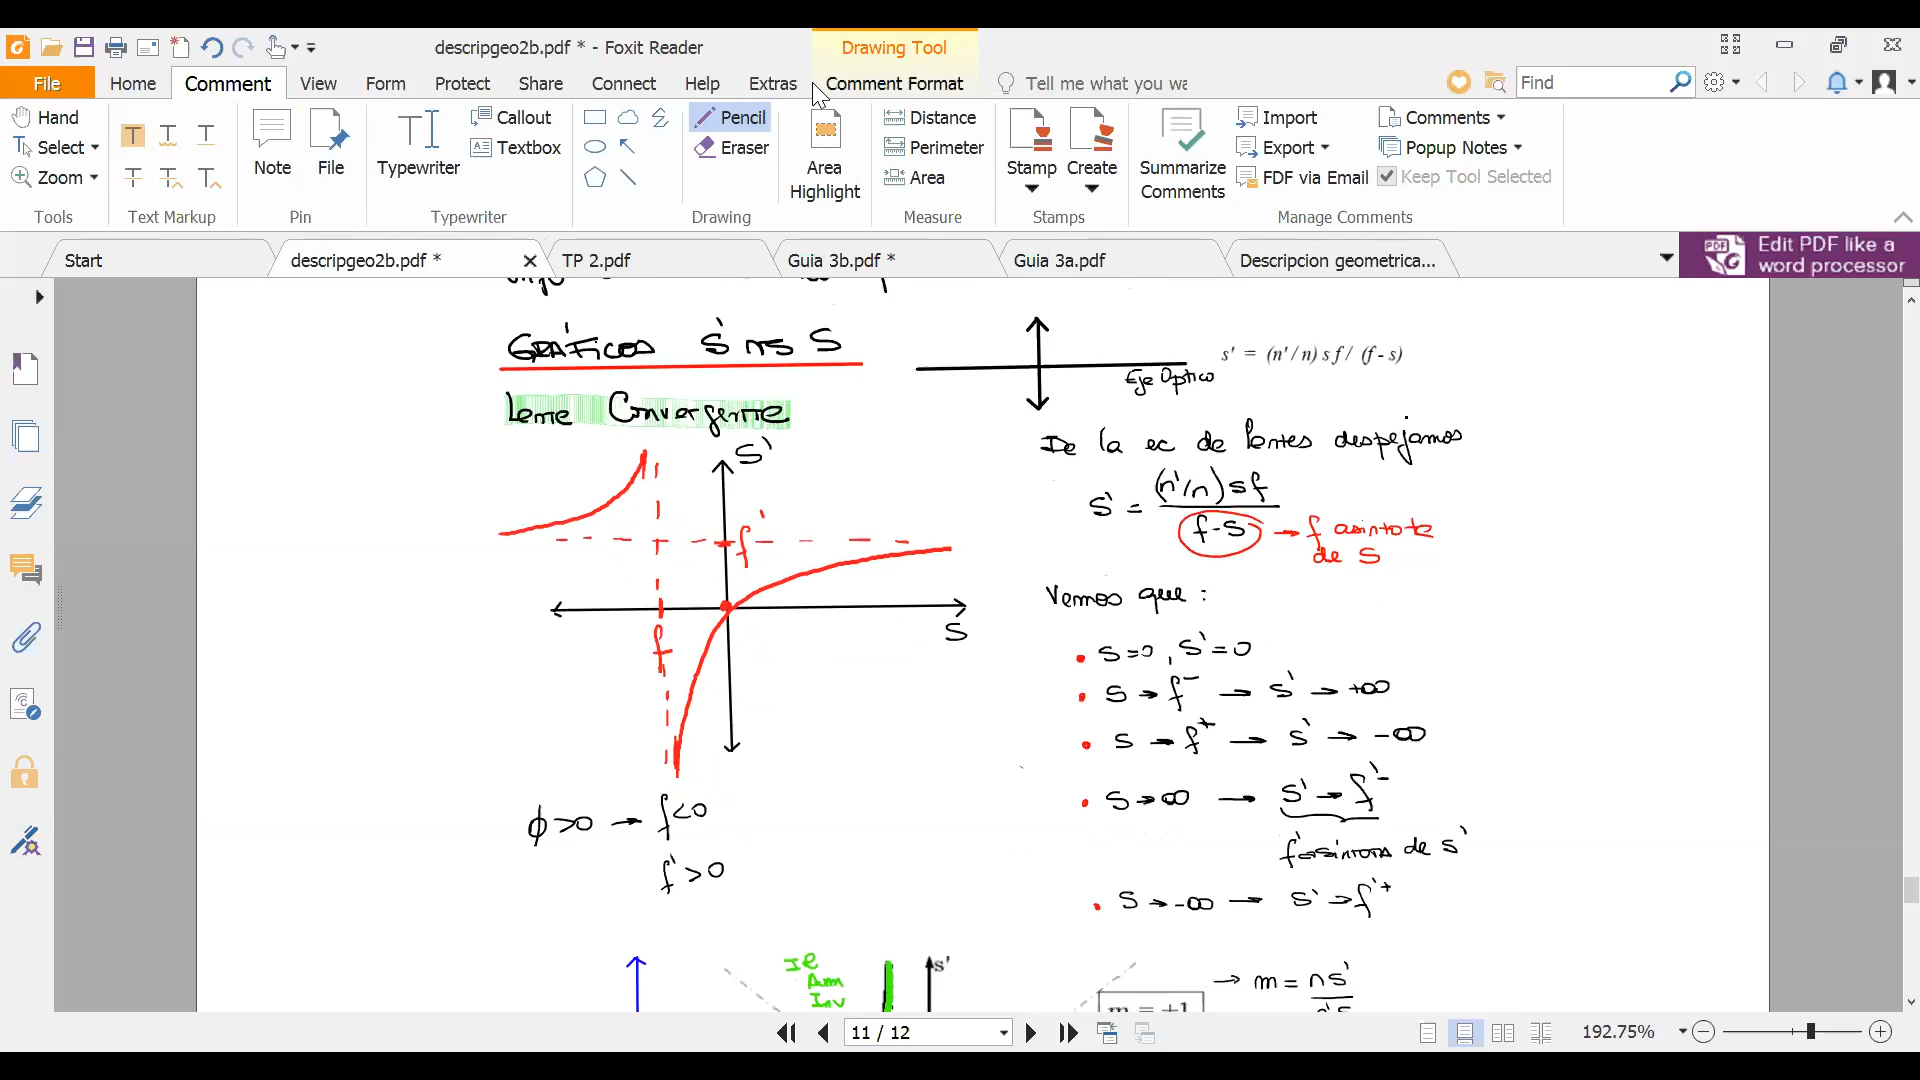 descripgeo2b.pdf * - Foxit Reader
Drawing Tool
File Home Comment View Form Protect Share Connect Help Extras Comment Format Tell me what you wa Find
Hand
Select
Zoom
Tools
Text Markup
Note
File
Pin
Typewriter
Callout
Textbox
Typewriter
Pencil
Eraser
Drawing
Area
Highlight
Distance
Perimeter
Area
Measure
Stamp
Create
Stamps
Summarize
Comments
Import
Export
FDF via Email
Comments
Popup Notes
Keep Tool Selected
Manage Comments
Start
descripgeo2b.pdf *
TP 2.pdf
Guia 3b.pdf *
Guia 3a.pdf
Descripcion geometrica...
Edit PDF like a
word processor
GRÁFICOS S' vs S
Eje Optico
s' = (n'/n) s f / (f - s)
Lente Convergente
S'
f'
f
S
ϕ>0 → f<0
f'>0
De la ec de lentes despejamos
S' = (n'/n) s f / f-S → f asintota
de S
Vemos que :
• S=0, S'=0
• S → f⁻ → S' → +∞
• S → f⁺ → S' → -∞
• S→∞ → S' → f'⁻
f' asintota de S'
• S→-∞ → S' → f'⁺
Ie
Aum
Inv
s'
m = +1
→ m = nS'
n'S
11 / 12
192.75%